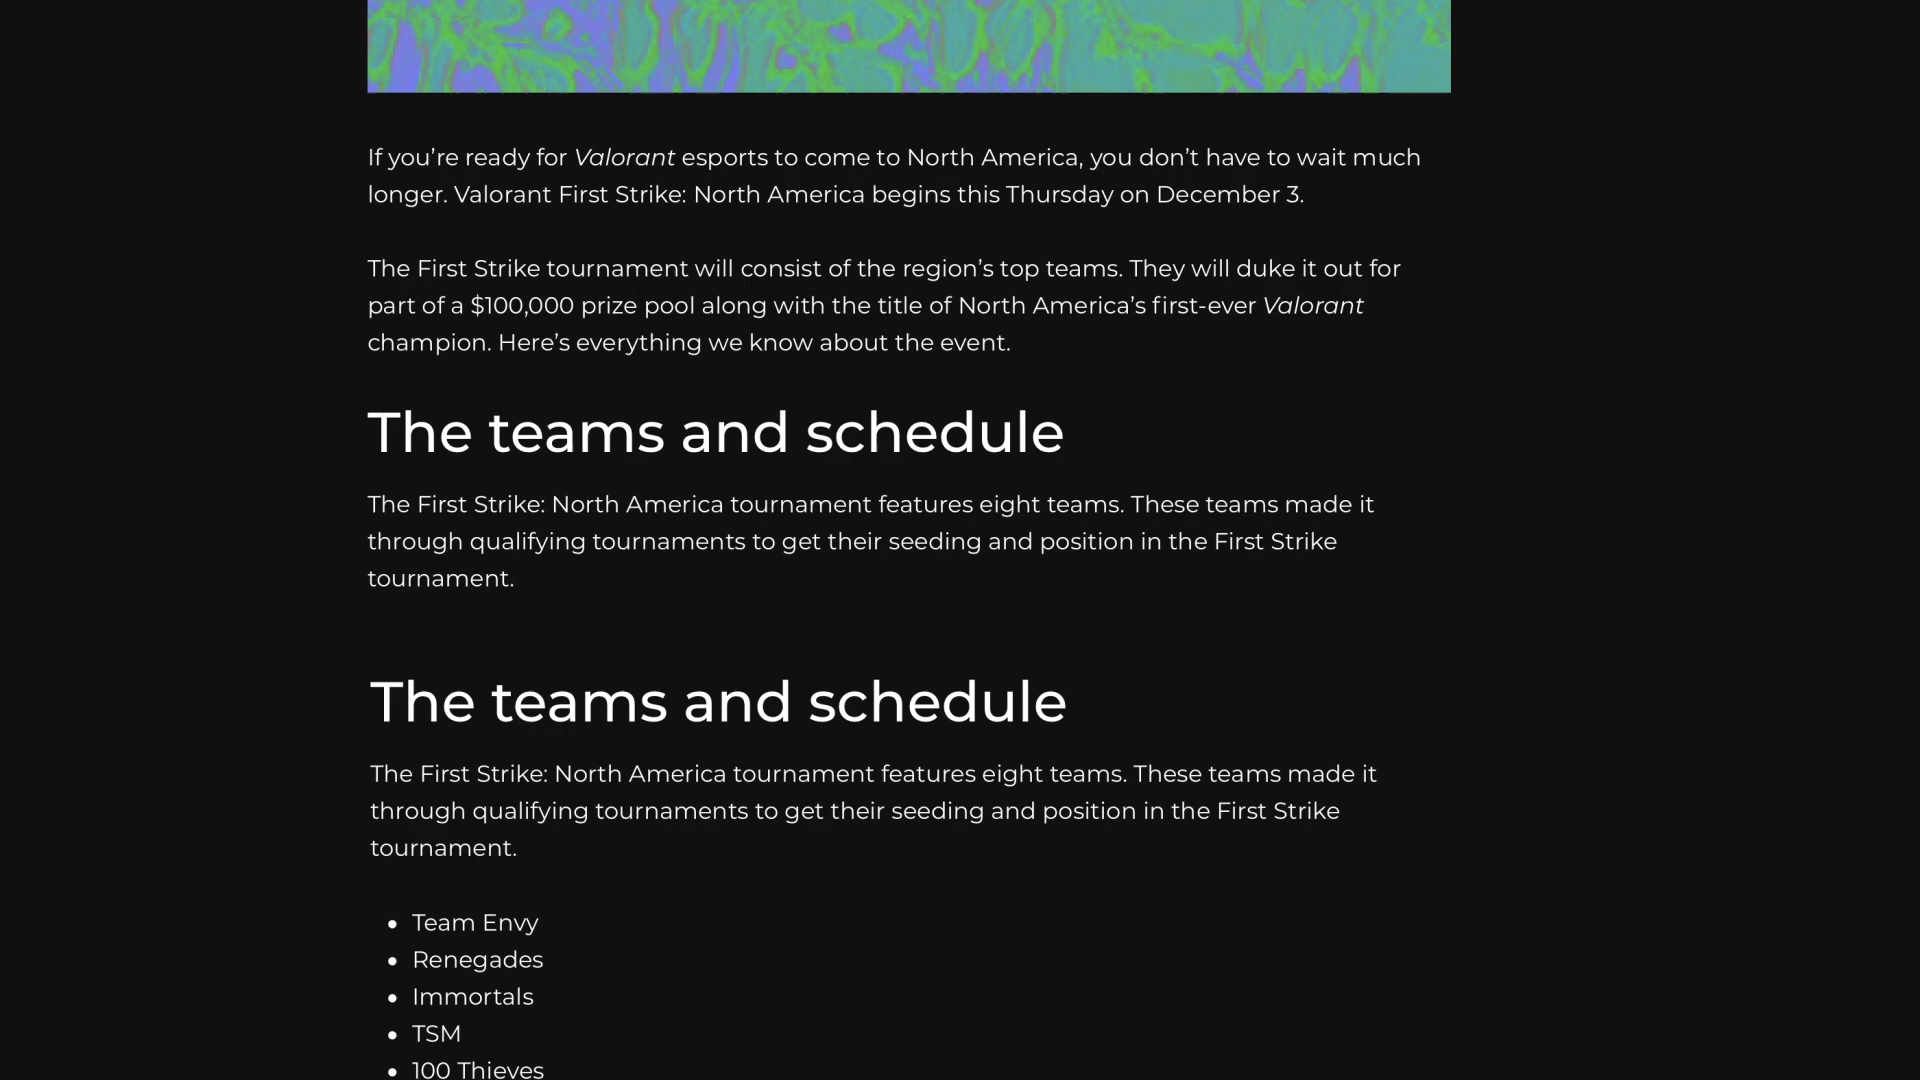 If you’re ready for Valorant esports to come to North America, you don’t have to wait much
longer. Valorant First Strike: North America begins this Thursday on December 3.
The First Strike tournament will consist of the region’s top teams. They will duke it out for
part of a $100,000 prize pool along with the title of North America’s first-ever Valorant
champion. Here’s everything we know about the event.
The teams and schedule
The First Strike: North America tournament features eight teams. These teams made it
through qualifying tournaments to get their seeding and position in the First Strike
tournament.
The teams and schedule
The First Strike: North America tournament features eight teams. These teams made it
through qualifying tournaments to get their seeding and position in the First Strike
tournament.
• Team Envy
• Renegades
• Immortals
• TSM
• 100 Thieves